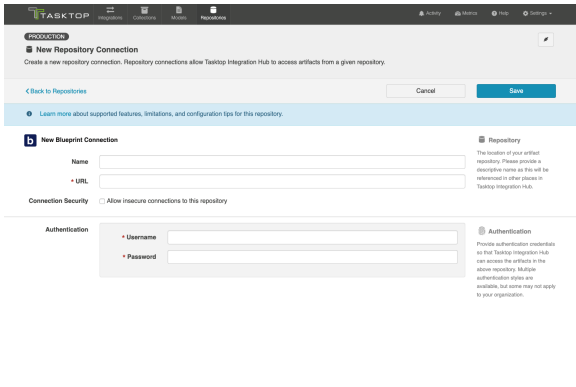 TASKTOP
Integrations
Collections
Models
Repositories
Activity
Metrics
Help
Settings
PRODUCTION
New Repository Connection
Create a new repository connection. Repository connections allow Tasktop Integration Hub to access artifacts from a given repository.
Back to Repositories
Cancel
Save
Learn more about supported features, limitations, and configuration tips for this repository.
b New Blueprint Connection
Name
* URL
Connection Security
Allow insecure connections to this repository
Repository
The location of your artifact
repository. Please provide a
descriptive name as this will be
referenced in other places in
Tasktop Integration Hub.
Authentication
* Username
* Password
Authentication
Provide authentication credentials
so that Tasktop Integration Hub
can access the artifacts in the
above repository. Multiple
authentication styles are
available, but some may not apply
to your organization.